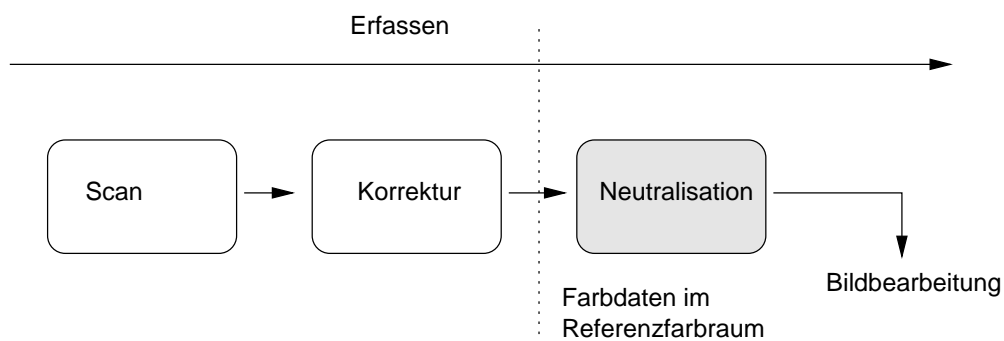 Erfassen
Scan
Korrektur
Neutralisation
Bildbearbeitung
Farbdaten im
Referenzfarbraum